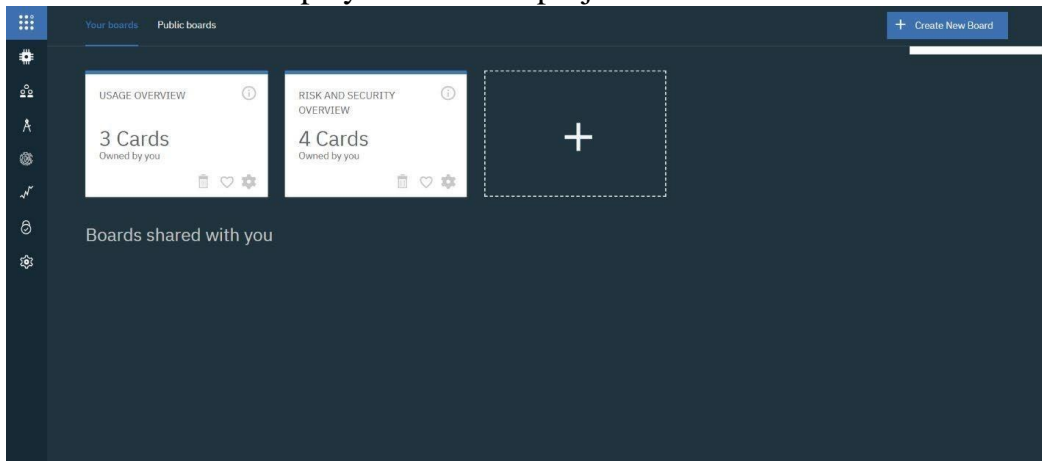 Your boards Public boards + Create New Board
USAGE OVERVIEW
3 Cards
Owned by you
RISK AND SECURITY
OVERVIEW
4 Cards
Owned by you
Boards shared with you